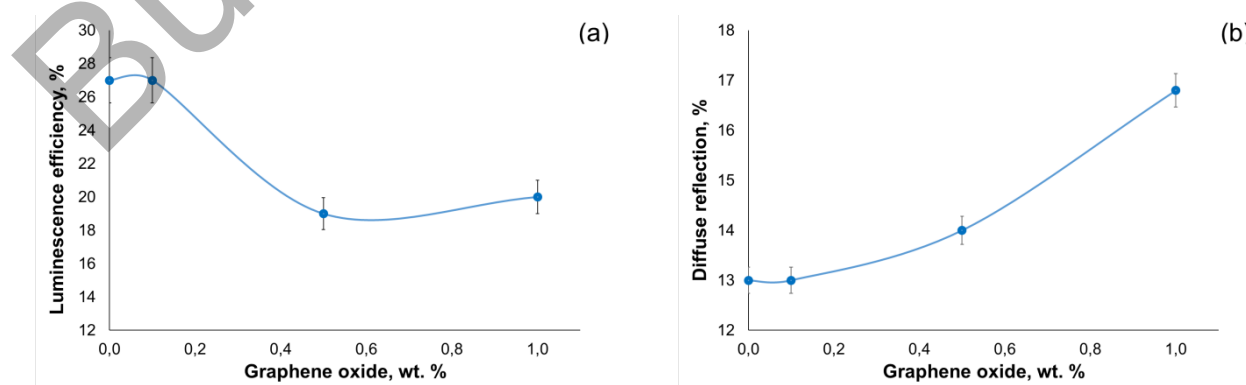 Bu
(a)
Luminescence efficiency, %
30
28
26
24
22
20
18
16
14
12
0,0 0,2 0,4 0,6 0,8 1,0
Graphene oxide, wt. %
(b)
Diffuse reflection, %
18
17
16
15
14
13
12
0,0 0,2 0,4 0,6 0,8 1,0
Graphene oxide, wt. %